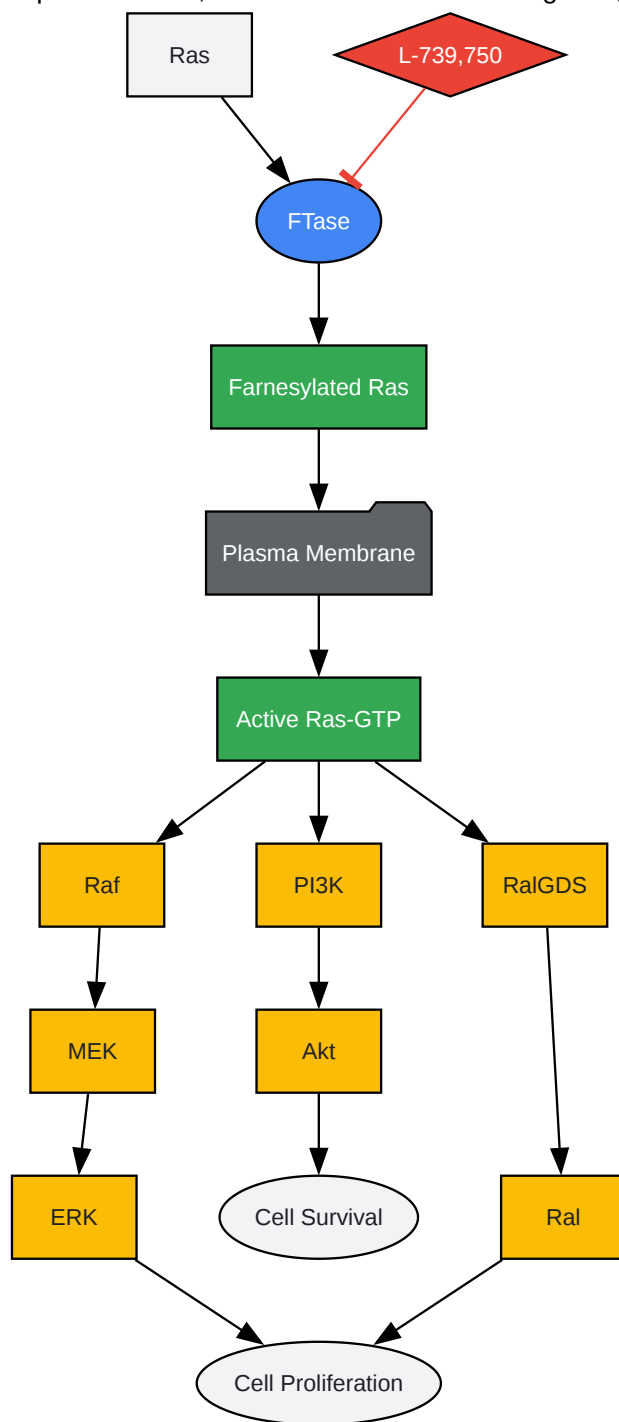 Ras
L-739,750
FTase
Farnesylated Ras
Plasma Membrane
Active Ras-GTP
Raf
PI3K
RalGDS
MEK
Akt
ERK
Cell Survival
Ral
Cell Proliferation